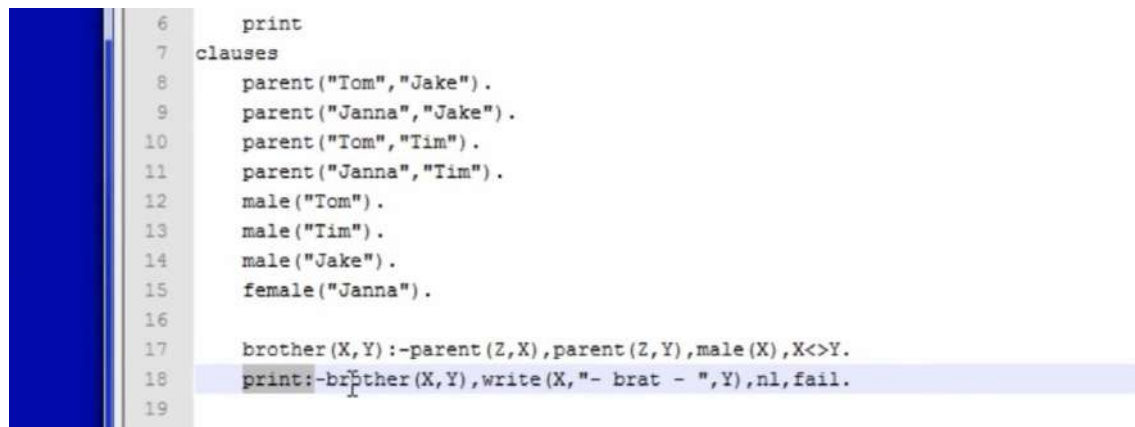 6 print
7 clauses
8 parent("Tom","Jake").
9 parent("Janna","Jake").
10 parent("Tom","Tim").
11 parent("Janna","Tim").
12 male("Tom").
13 male("Tim").
14 male("Jake").
15 female("Janna").
16
17 brother(X,Y):-parent(Z,X),parent(Z,Y),male(X),X<>Y.
18 print:-brother(X,Y),write(X,"- brat - ",Y),nl,fail.
19